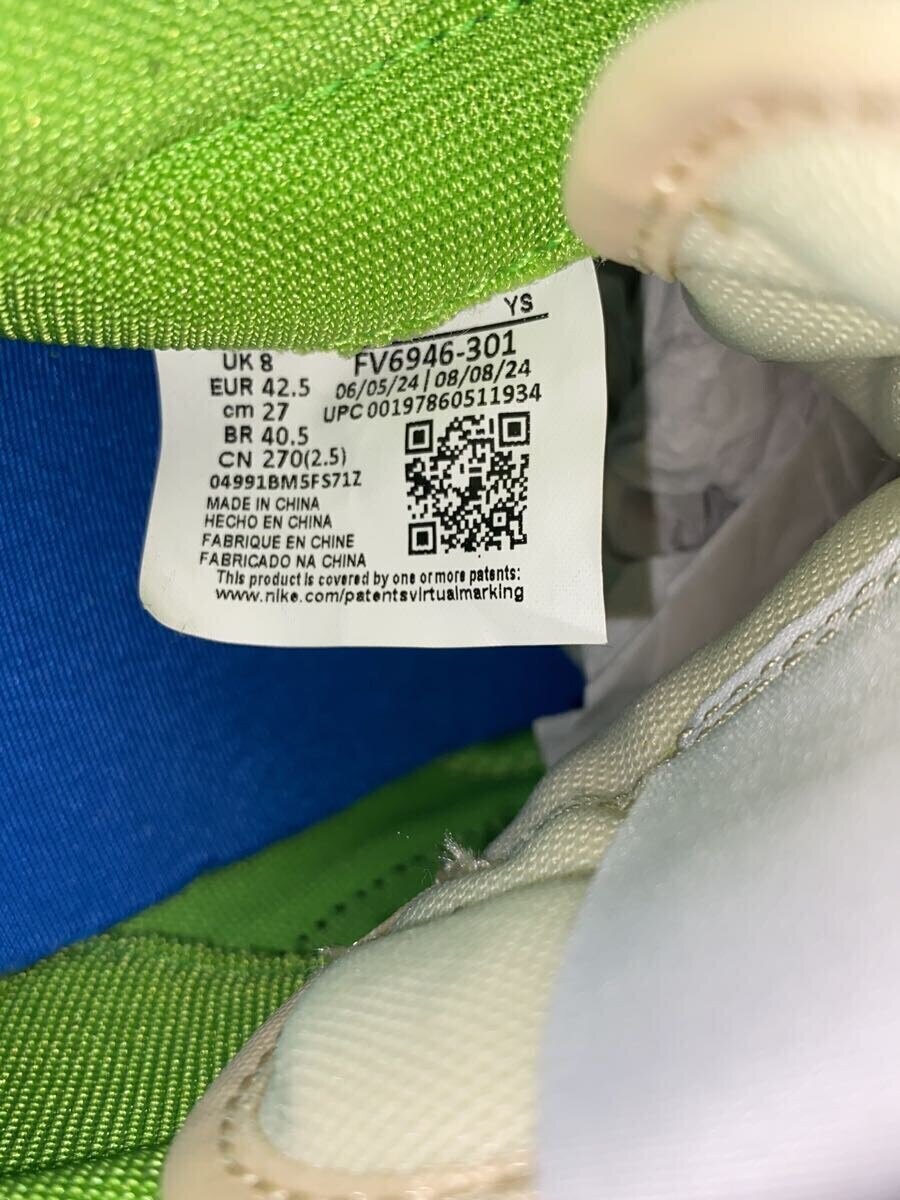 YS
UK 8
FV6946-301
EUR 42.5
06/05/24 | 08/08/24
cm 27
UPC 00197860511934
BR 40.5
CN 270(2.5)
04991BM5FS71Z
MADE IN CHINA
HECHO EN CHINA
FABRIQUE EN CHINE
FABRICADO NA CHINA
This product is covered by one or more patents:
www.nike.com/patentsvirtualmarking